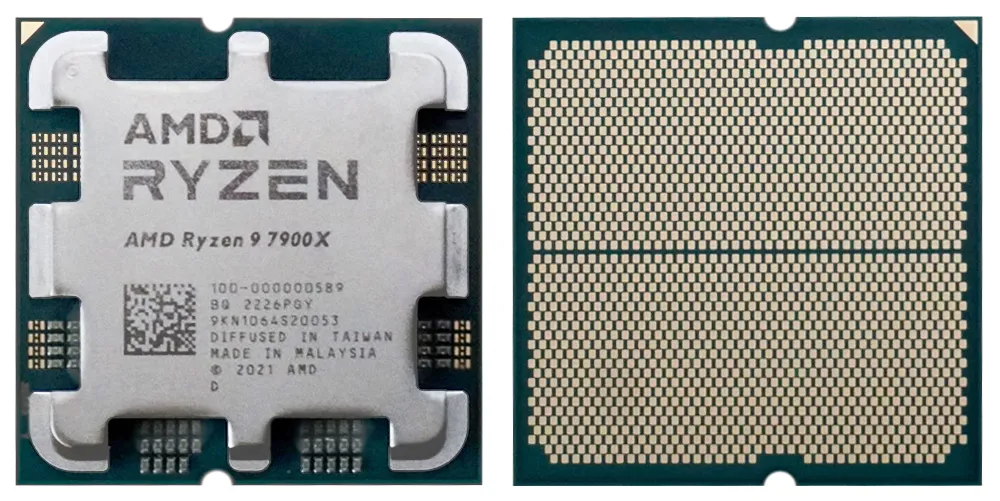 AMD
RYZEN
AMD Ryzen 9 7900X
100-000000589
BQ 2226PGY
9KN1064S20053
DIFFUSED IN TAIWAN
MADE IN MALAYSIA
© 2021 AMD
D